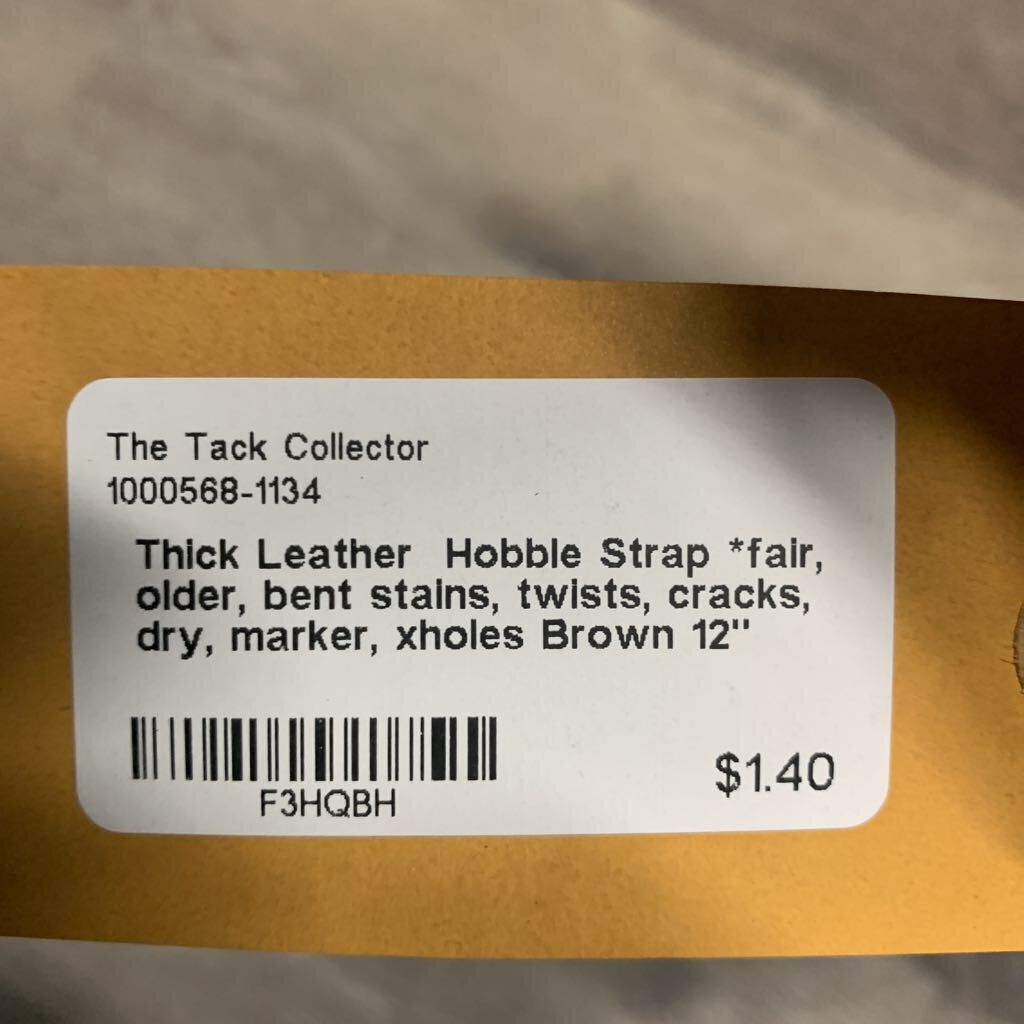 The Tack Collector
1000568-1134
Thick Leather Hobble Strap *fair,
older, bent stains, twists, cracks,
dry, marker, xholes Brown 12"
F3HQBH
$1.40